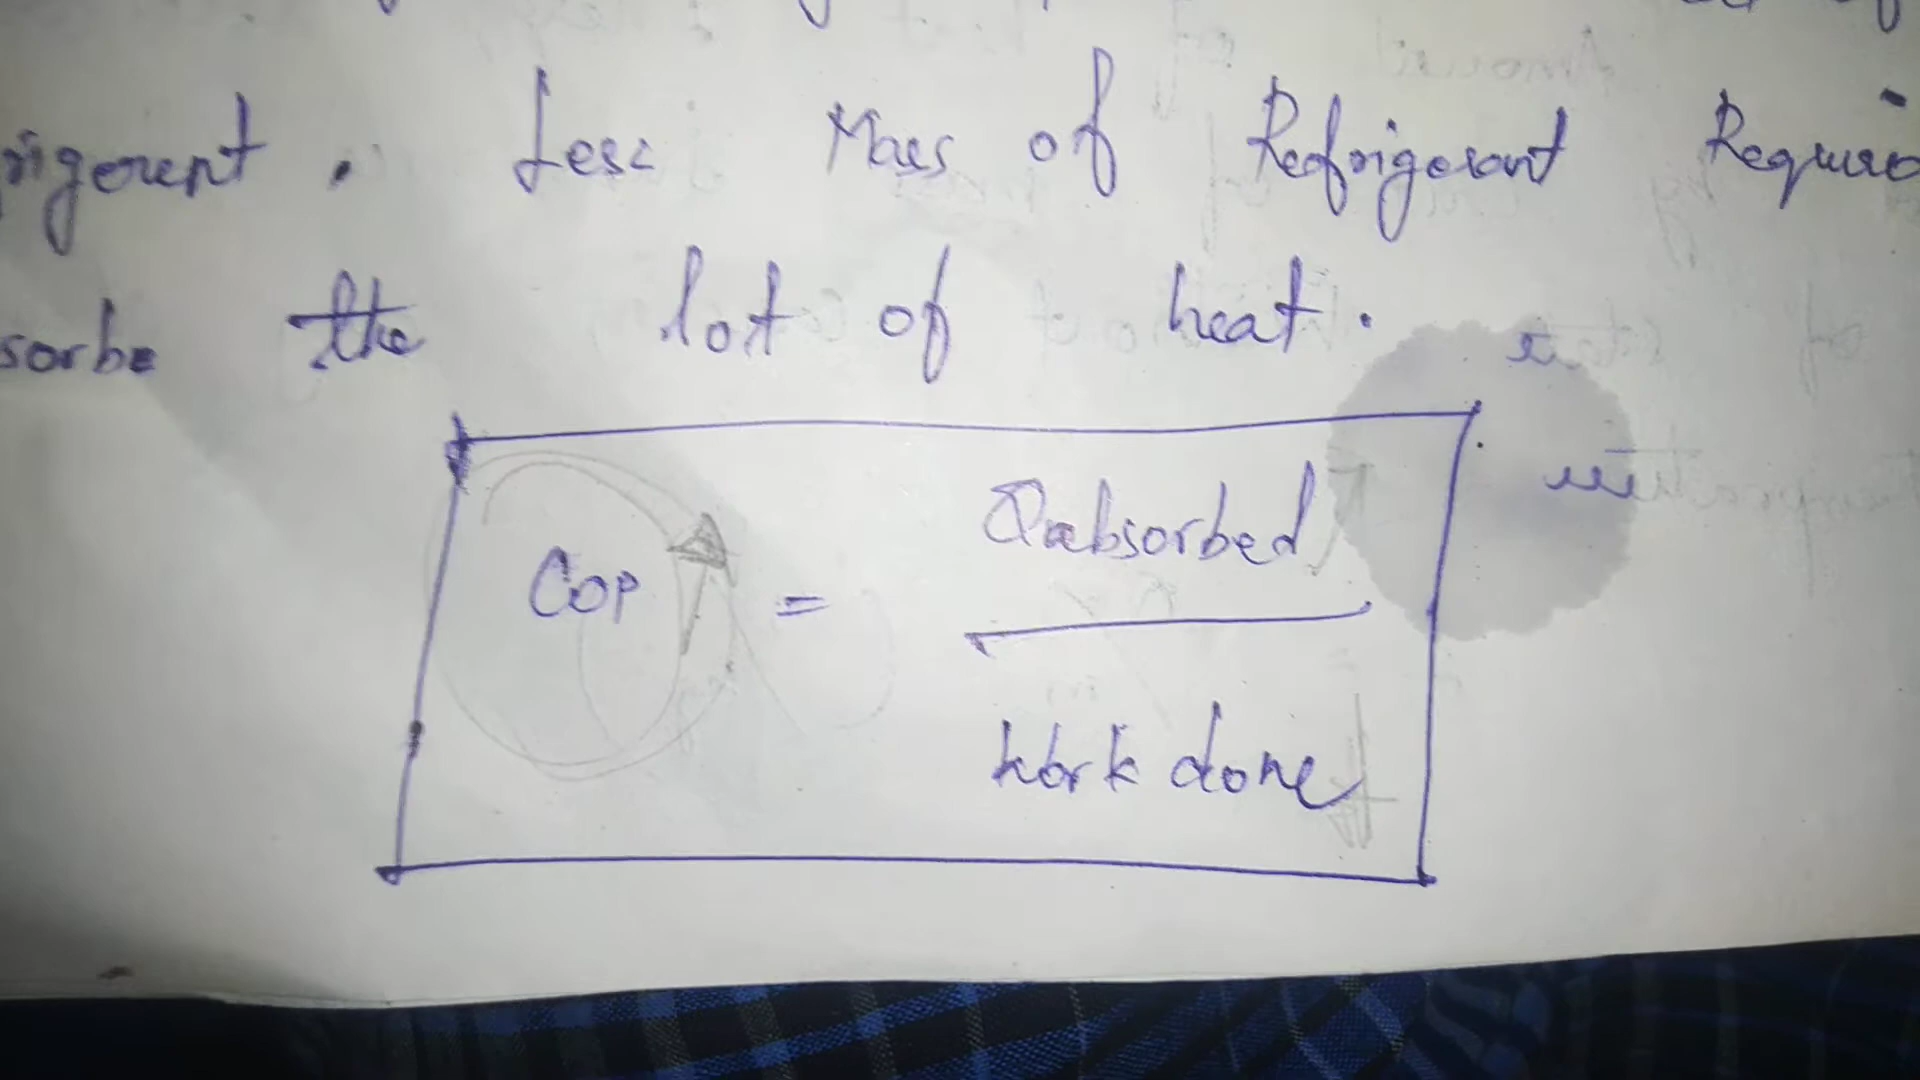 rigerent. Less Mass of Refrigerant Require
sorbe the lot of heat.
COP = Qabsorbed
Work done